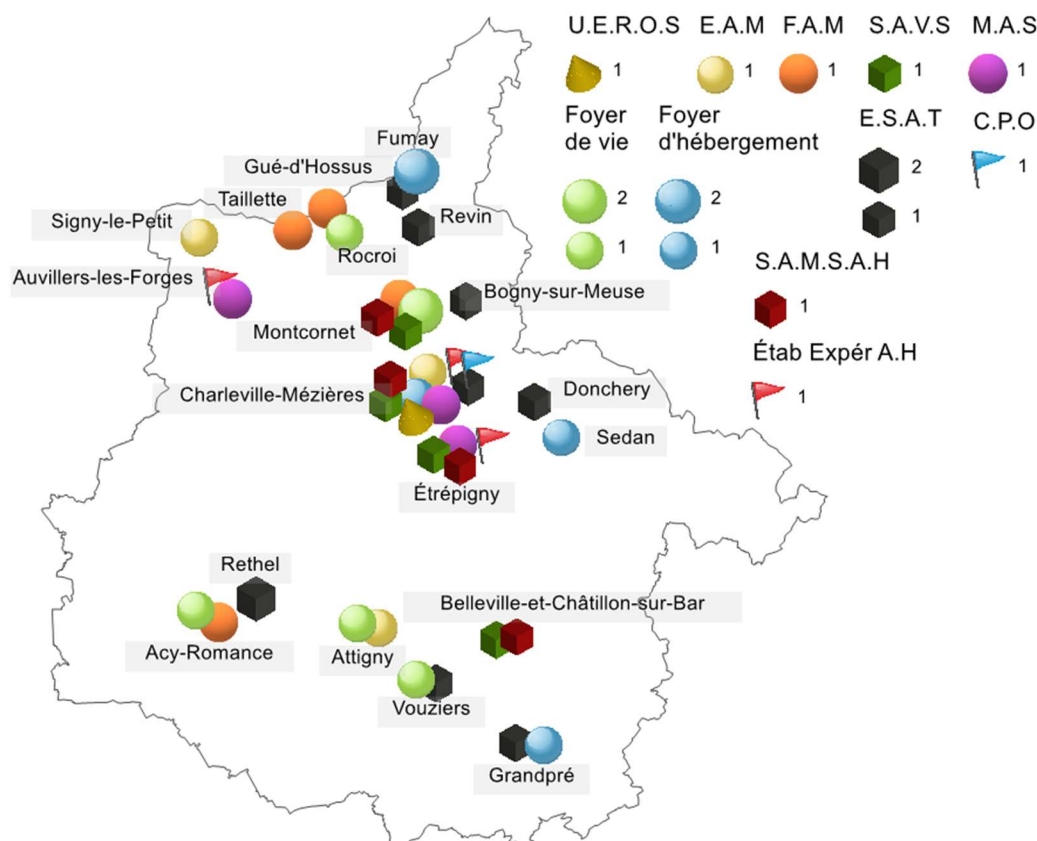 U.E.R.O.S E.A.M F.A.M S.A.V.S M.A.S
1 1 1 1 1
Foyer de vie
2
1
Foyer d'hébergement
2
1
E.S.A.T
2
1
C.P.O
1
S.A.M.S.A.H
1
Étab Expér A.H
1
Fumay
Gué-d'Hossus
Taillette
Signy-le-Petit
Revin
Rocroi
Auvillers-les-Forges
Bogny-sur-Meuse
Montcornet
Charleville-Mézières
Donchery
Sedan
Étrépigny
Rethel
Belleville-et-Châtillon-sur-Bar
Acy-Romance
Attigny
Vouziers
Grandpré